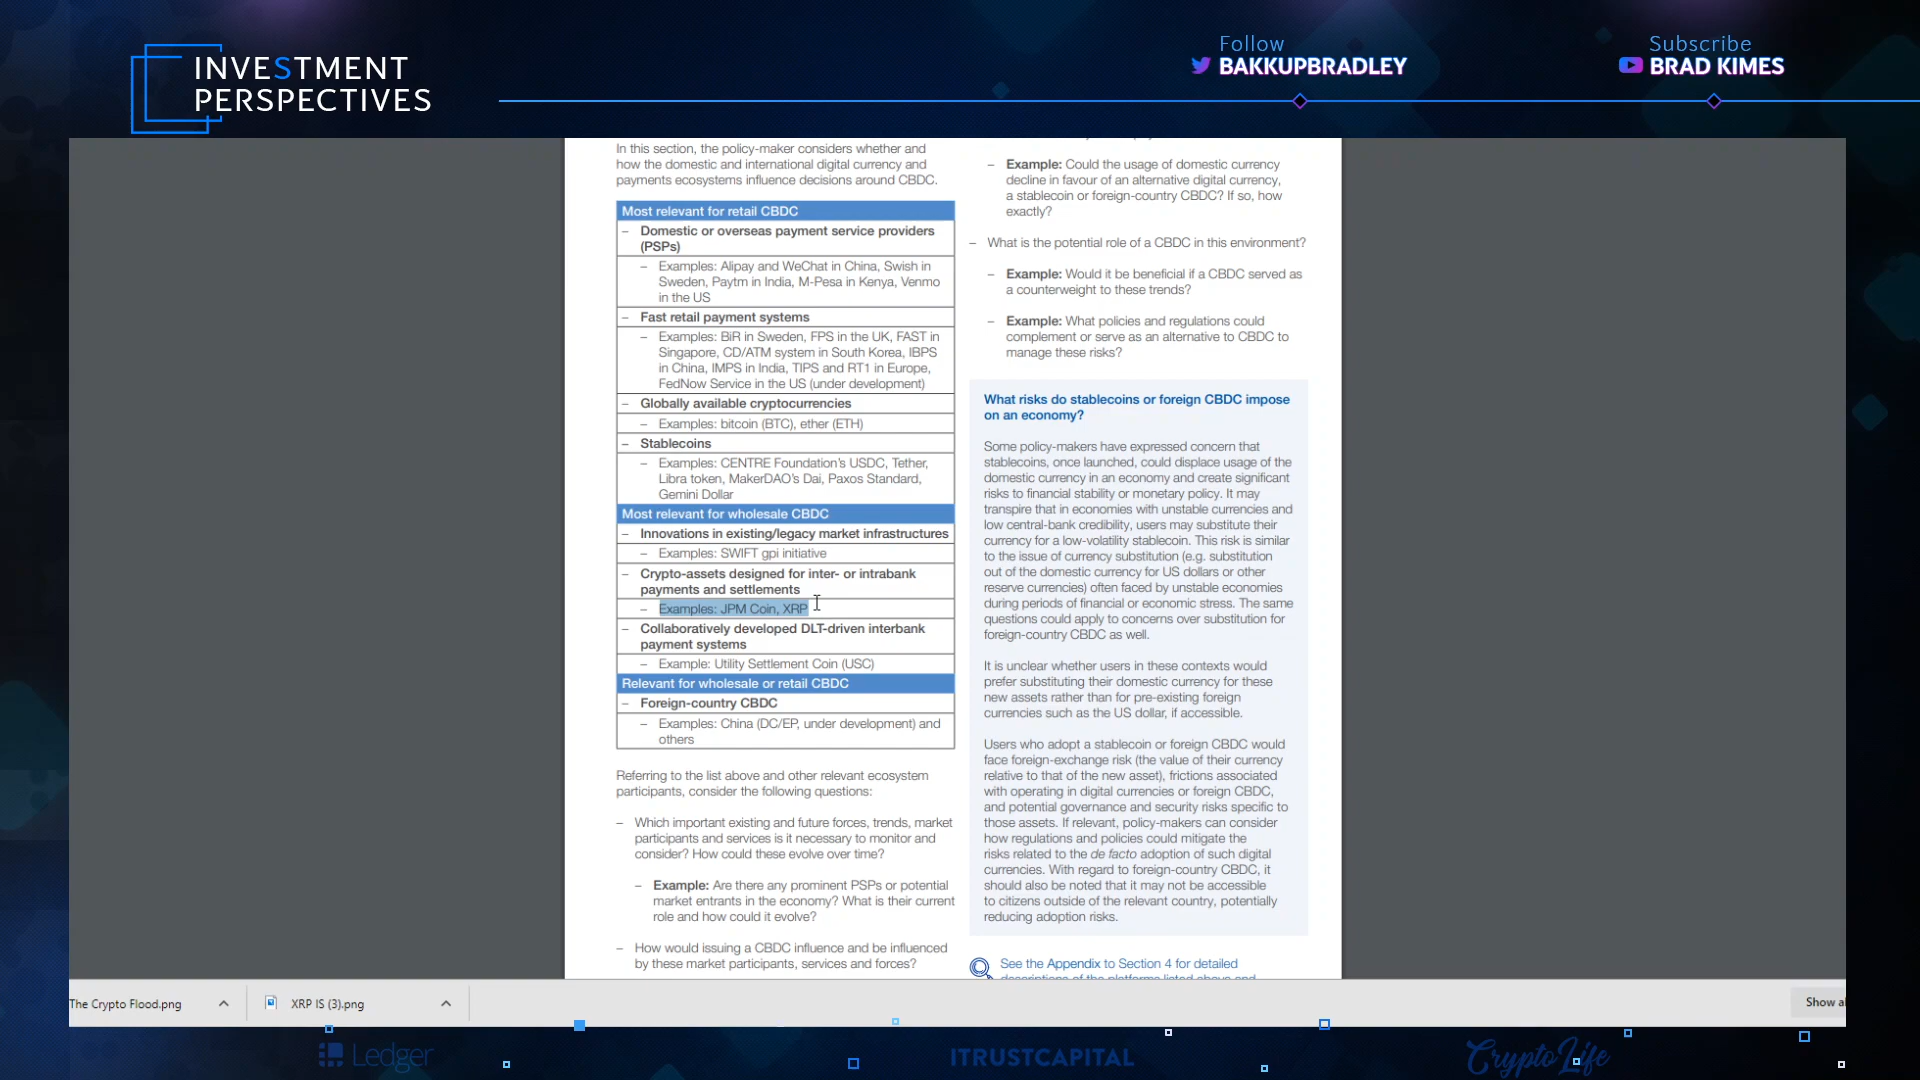 INVESTMENT
PERSPECTIVES
Follow
BAKKUPBRADLEY
Subscribe
BRAD KIMES
In this section, the policy-maker considers whether and
how the domestic and international digital currency and
payments ecosystems influence decisions around CBDC.
Most relevant for retail CBDC
– Domestic or overseas payment service providers
(PSPs)
– Examples: Alipay and WeChat in China, Swish in
Sweden, Paytm in India, M-Pesa in Kenya, Venmo
in the US
– Fast retail payment systems
– Examples: BiR in Sweden, FPS in the UK, FAST in
Singapore, CD/ATM system in South Korea, IBPS
in China, IMPS in India, TIPS and RT1 in Europe,
FedNow Service in the US (under development)
– Globally available cryptocurrencies
– Examples: bitcoin (BTC), ether (ETH)
– Stablecoins
– Examples: CENTRE Foundation's USDC, Tether,
Libra token, MakerDAO's Dai, Paxos Standard,
Gemini Dollar
Most relevant for wholesale CBDC
– Innovations in existing/legacy market infrastructures
– Examples: SWIFT gpi initiative
– Crypto-assets designed for inter- or intrabank
payments and settlements
– Examples: JPM Coin, XRP
– Collaboratively developed DLT-driven interbank
payment systems
– Example: Utility Settlement Coin (USC)
Relevant for wholesale or retail CBDC
– Foreign-country CBDC
– Examples: China (DC/EP, under development) and
others
Referring to the list above and other relevant ecosystem
participants, consider the following questions:
– Which important existing and future forces, trends, market
participants and services is it necessary to monitor and
consider? How could these evolve over time?
– Example: Are there any prominent PSPs or potential
market entrants in the economy? What is their current
role and how could it evolve?
– How would issuing a CBDC influence and be influenced
by these market participants, services and forces?
– Example: Could the usage of domestic currency
decline in favour of an alternative digital currency,
a stablecoin or foreign-country CBDC? If so, how
exactly?
– What is the potential role of a CBDC in this environment?
– Example: Would it be beneficial if a CBDC served as
a counterweight to these trends?
– Example: What policies and regulations could
complement or serve as an alternative to CBDC to
manage these risks?
What risks do stablecoins or foreign CBDC impose
on an economy?
Some policy-makers have expressed concern that
stablecoins, once launched, could displace usage of the
domestic currency in an economy and create significant
risks to financial stability or monetary policy. It may
transpire that in economies with unstable currencies and
low central-bank credibility, users may substitute their
currency for a low-volatility stablecoin. This risk is similar
to the issue of currency substitution (e.g. substitution
out of the domestic currency for US dollars or other
reserve currencies) often faced by unstable economies
during periods of financial or economic stress. The same
questions could apply to concerns over substitution for
foreign-country CBDC as well.
It is unclear whether users in these contexts would
prefer substituting their domestic currency for these
new assets rather than for pre-existing foreign
currencies such as the US dollar, if accessible.
Users who adopt a stablecoin or foreign CBDC would
face foreign-exchange risk (the value of their currency
relative to that of the new asset), frictions associated
with operating in digital currencies or foreign CBDC,
and potential governance and security risks specific to
those assets. If relevant, policy-makers can consider
how regulations and policies could mitigate the
risks related to the de facto adoption of such digital
currencies. With regard to foreign-country CBDC, it
should also be noted that it may not be accessible
to citizens outside of the relevant country, potentially
reducing adoption risks.
See the Appendix to Section 4 for detailed
descriptions of the platforms listed above and
The Crypto Flood.png
XRP IS (3).png
Show al
Ledger
ITRUSTCAPITAL
CryptoLife